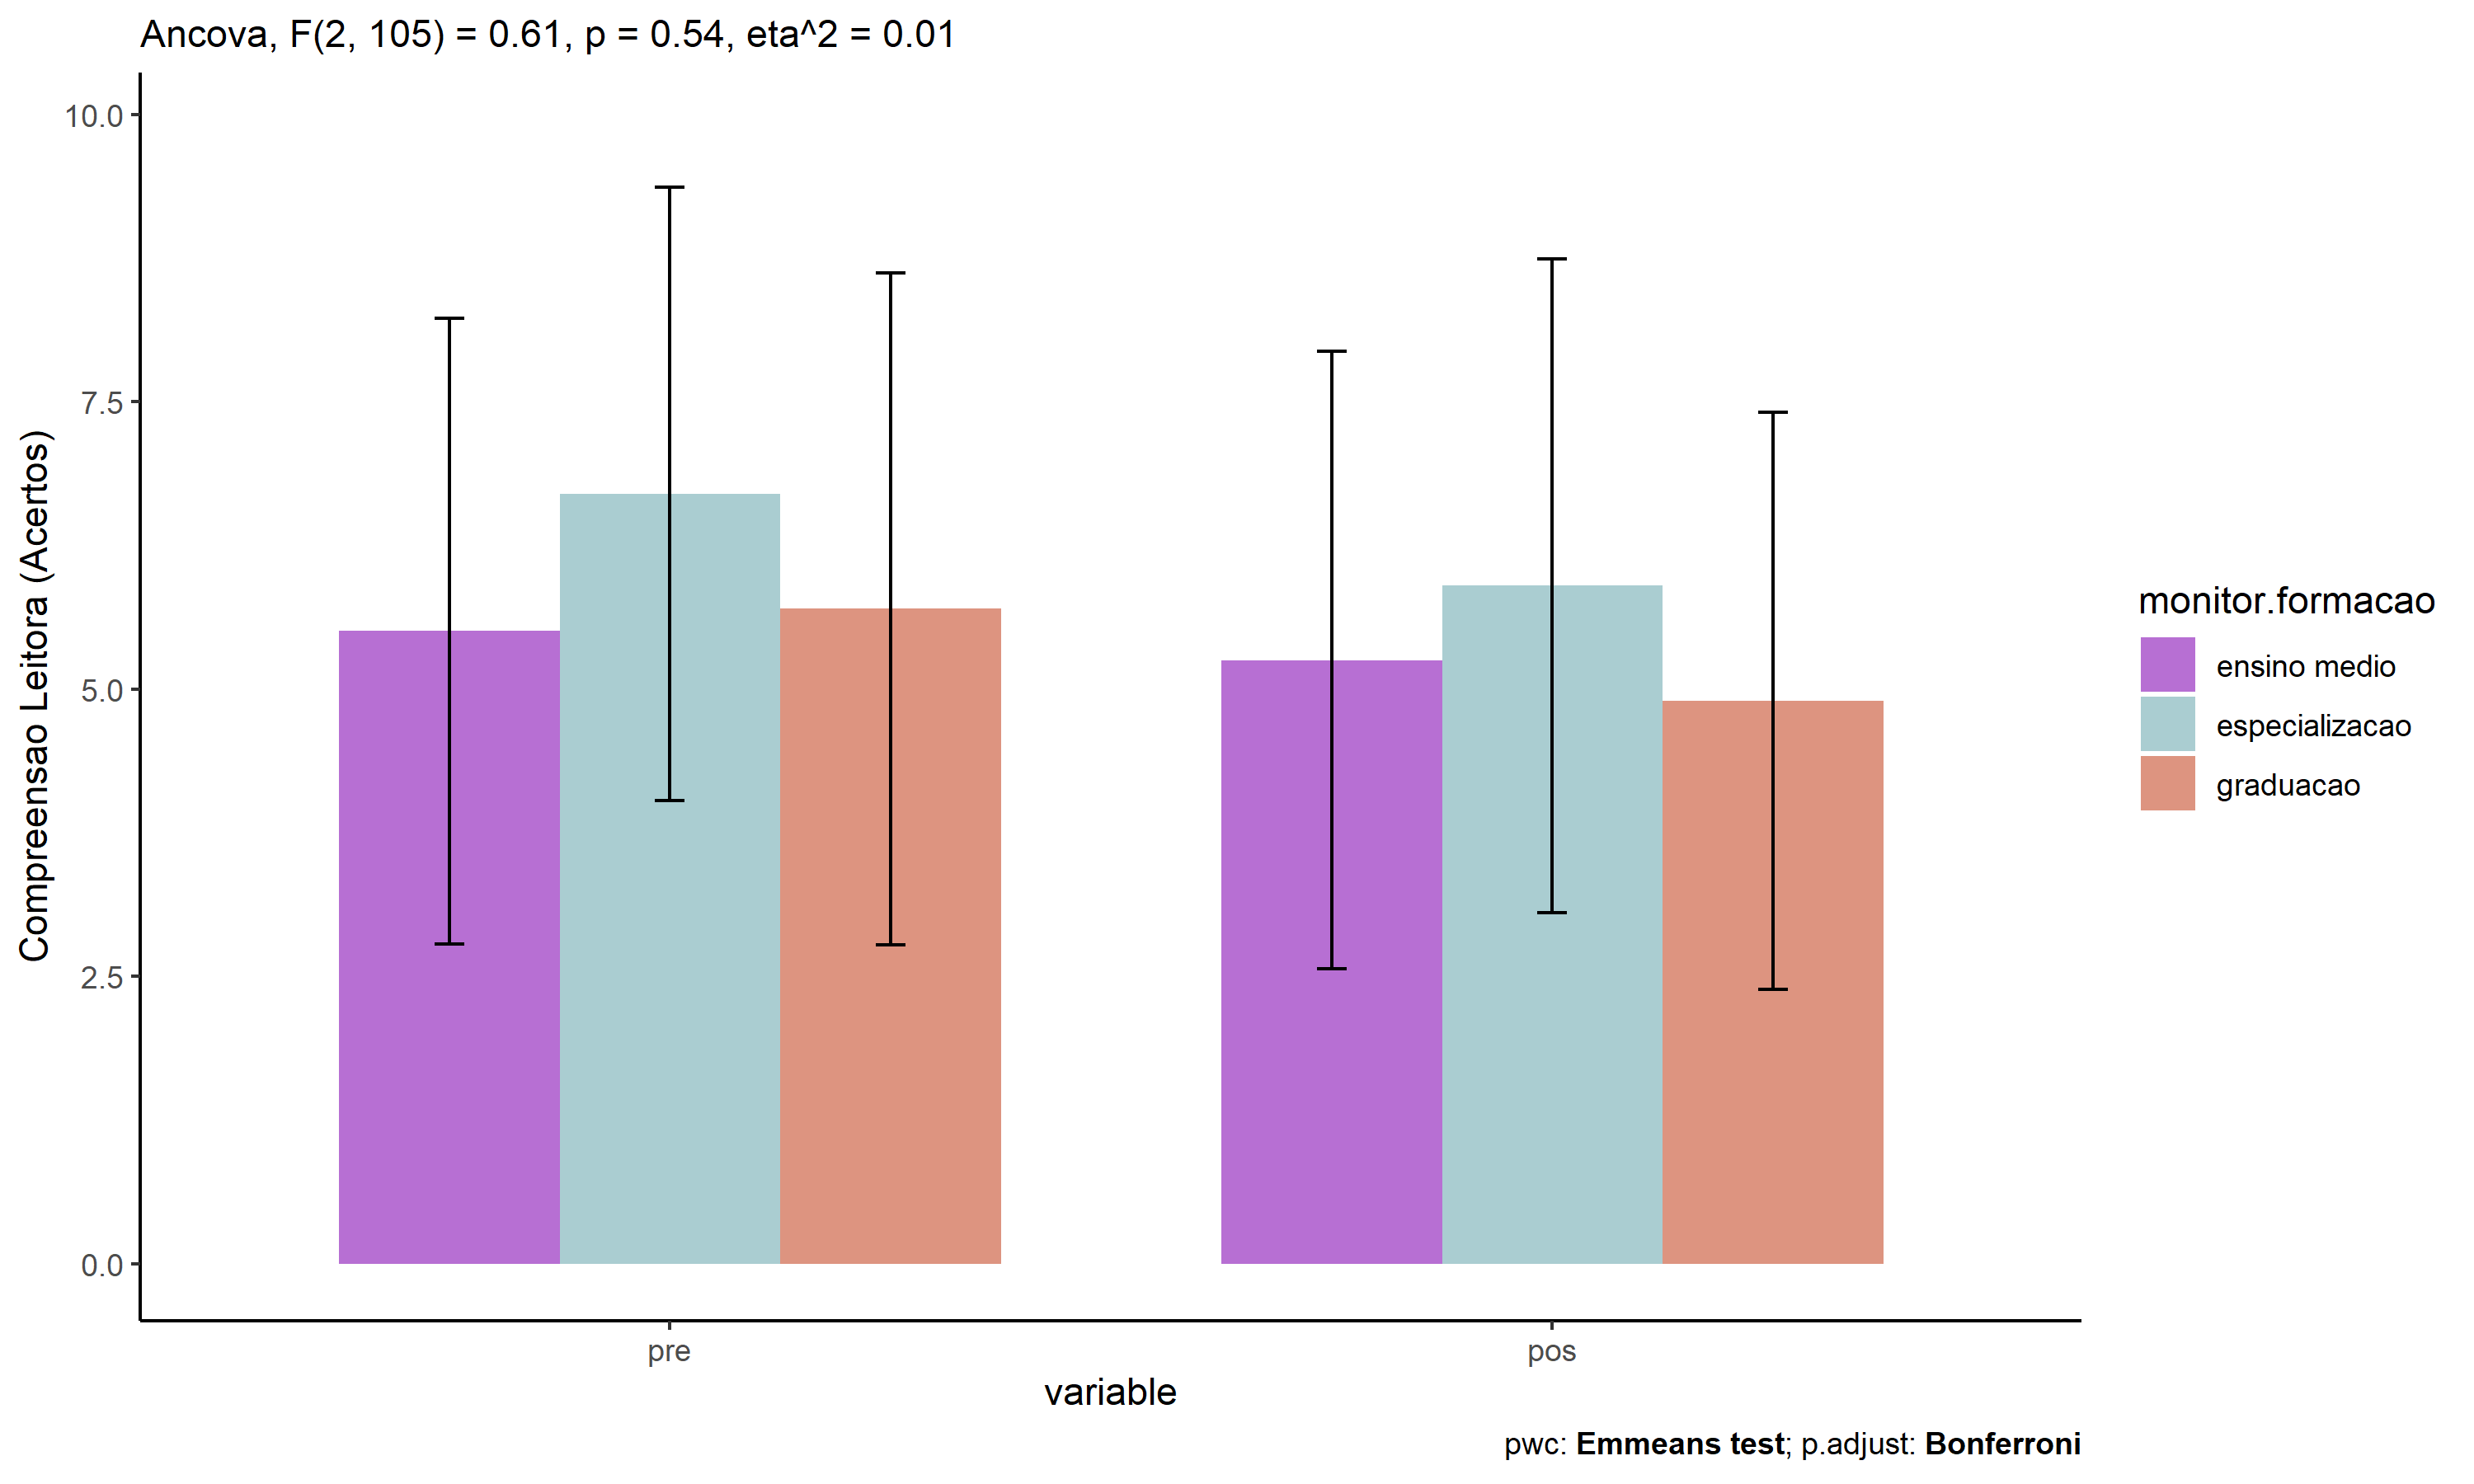 Ancova, F(2, 105) = 0.61, p = 0.54, eta^2 = 0.01
Compreensao Leitora (Acertos)
10.0
7.5
5.0
2.5
0.0
pre
pos
variable
monitor.formacao
ensino medio
especializacao
graduacao
pwc: Emmeans test; p.adjust: Bonferroni